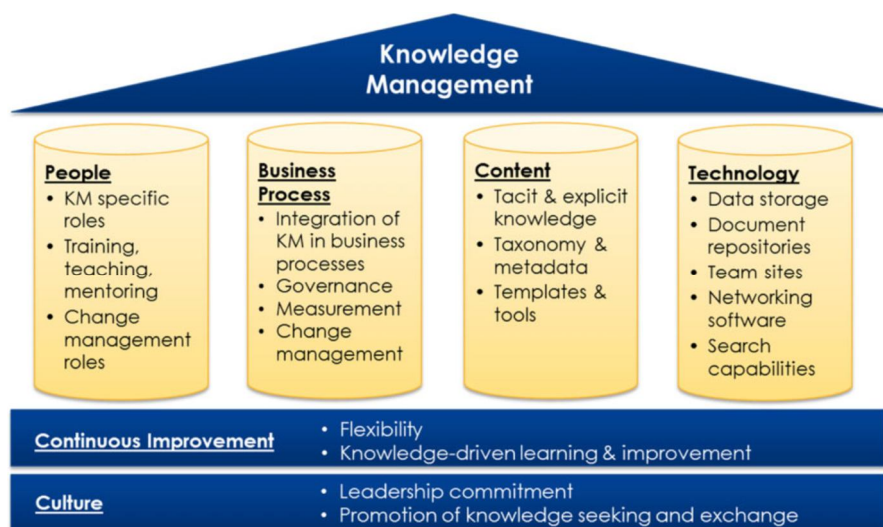 Knowledge
Management
People
• KM specific
roles
• Training,
teaching,
mentoring
• Change
management
roles
Business
Process
• Integration of
KM in business
processes
• Governance
• Measurement
• Change
management
Content
• Tacit & explicit
knowledge
• Taxonomy &
metadata
• Templates &
tools
Technology
• Data storage
• Document
repositories
• Team sites
• Networking
software
• Search
capabilities
Continuous Improvement
• Flexibility
• Knowledge-driven learning & improvement
Culture
• Leadership commitment
• Promotion of knowledge seeking and exchange